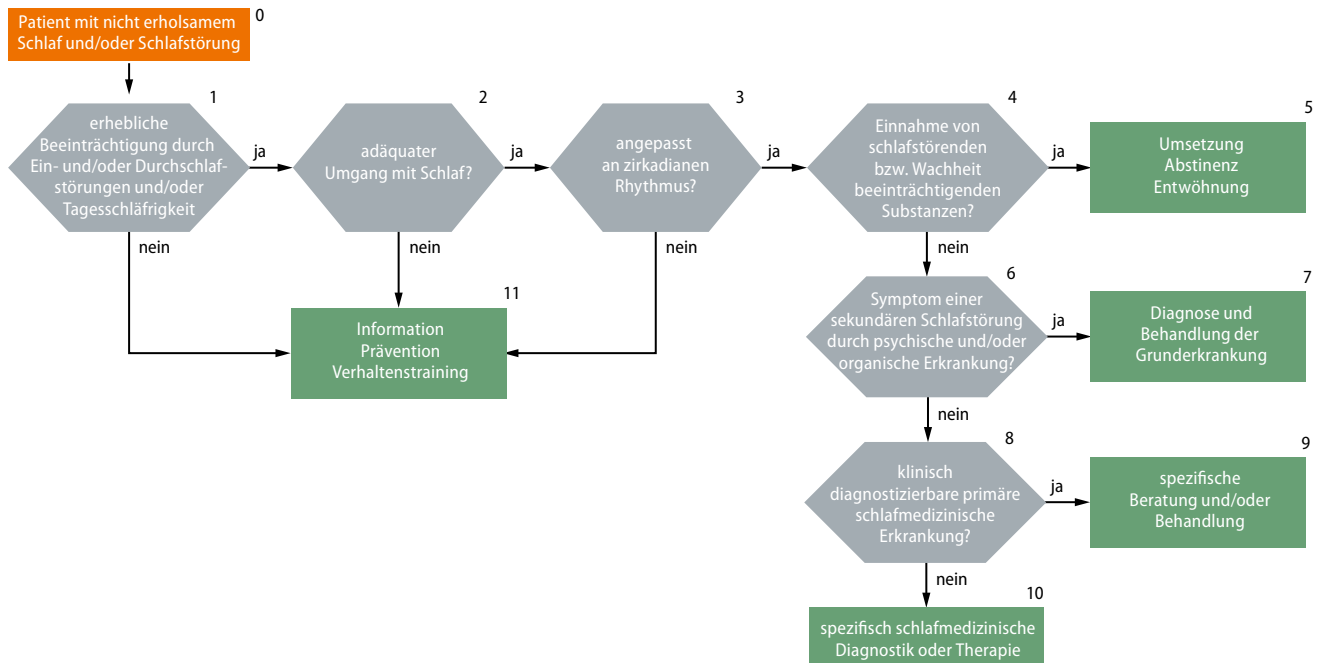 Patient mit nicht erholsamem
Schlaf und/oder Schlafstörung
0
1
erhebliche
Beeinträchtigung durch
Ein- und/oder Durchschlaf-
störungen und/oder
Tagesschläfrigkeit
ja
nein
2
adäquater
Umgang mit Schlaf?
ja
nein
3
angepasst
an zirkadianen
Rhythmus?
ja
nein
4
Einnahme von
schlafstörenden
bzw. Wachheit
beeinträchtigenden
Substanzen?
ja
nein
5
Umsetzung
Abstinenz
Entwöhnung
6
Symptom einer
sekundären Schlafstörung
durch psychische und/oder
organische Erkrankung?
ja
nein
7
Diagnose und
Behandlung der
Grunderkrankung
8
klinisch
diagnostizierbare primäre
schlafmedizinische
Erkrankung?
ja
nein
9
spezifische
Beratung und/oder
Behandlung
10
spezifisch schlafmedizinische
Diagnostik oder Therapie
11
Information
Prävention
Verhaltenstraining